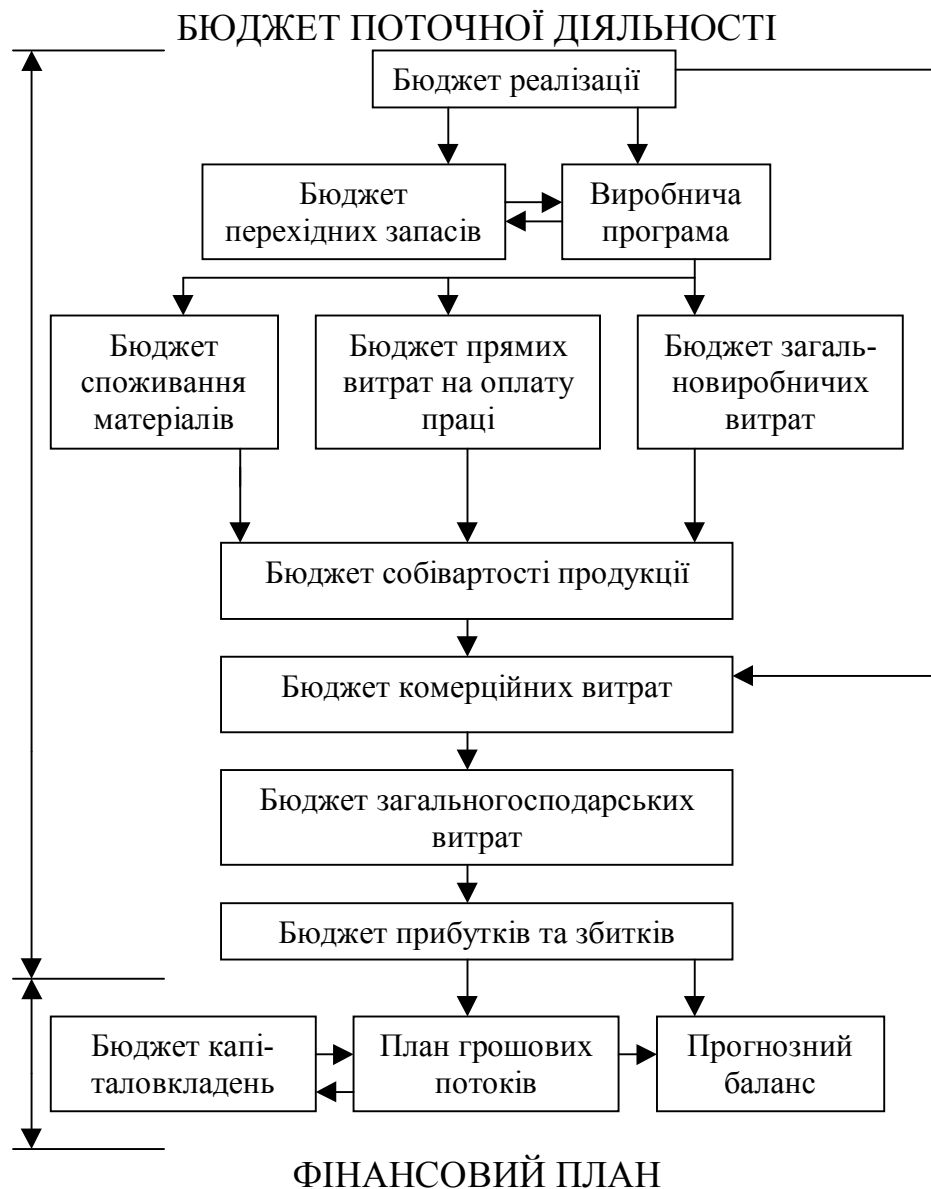 БЮДЖЕТ ПОТОЧНОЇ ДІЯЛЬНОСТІ
Бюджет реалізації
Бюджет
перехідних запасів
Виробнича
програма
Бюджет
споживання
матеріалів
Бюджет прямих
витрат на оплату
праці
Бюджет загаль-
новиробничих
витрат
Бюджет собівартості продукції
Бюджет комерційних витрат
Бюджет загальногосподарських
витрат
Бюджет прибутків та збитків
Бюджет капі-
таловкладень
План грошових
потоків
Прогнозний
баланс
ФІНАНСОВИЙ ПЛАН